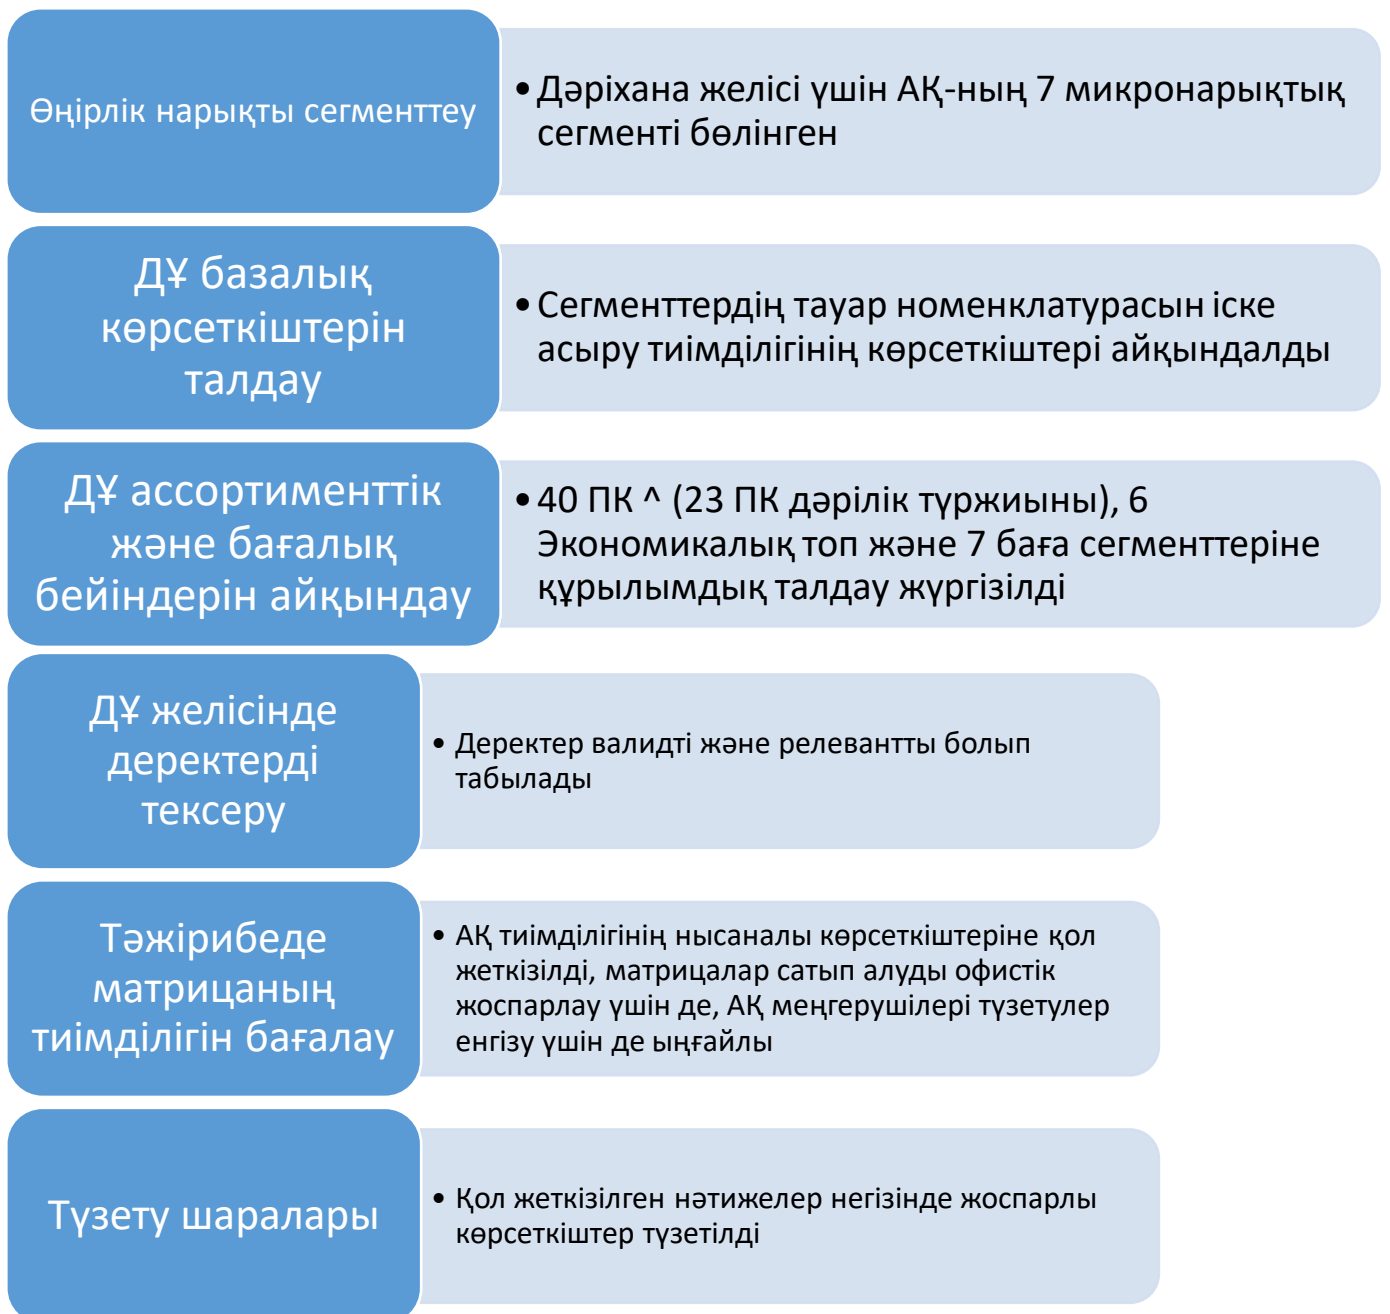 Өңірлік нарықты сегменттеу
• Дәріхана желісі үшін АҚ-ның 7 микронарықтық
сегменті бөлінген
ДҰ базалық
көрсеткіштерін
талдау
• Сегменттердің тауар номенклатурасын іске
асыру тиімділігінің көрсеткіштері айқындалды
ДҰ ассортименттік
және бағалық
бейіндерін айқындау
• 40 ПК ^ (23 ПК дәрілік түржиыны), 6
Экономикалық топ және 7 баға сегменттеріне
құрылымдық талдау жүргізілді
ДҰ желісінде
деректерді
тексеру
• Деректер валидті және релевантты болып
табылады
Тәжірибеде
матрицаның
тиімділігін бағалау
• АҚ тиімділігінің нысаналы көрсеткіштеріне қол
жеткізілді, матрицалар сатып алуды офистік
жоспарлау үшін де, АҚ меңгерушілері түзетулер
енгізу үшін де ыңғайлы
Түзету шаралары
• Қол жеткізілген нәтижелер негізінде жоспарлы
көрсеткіштер түзетілді